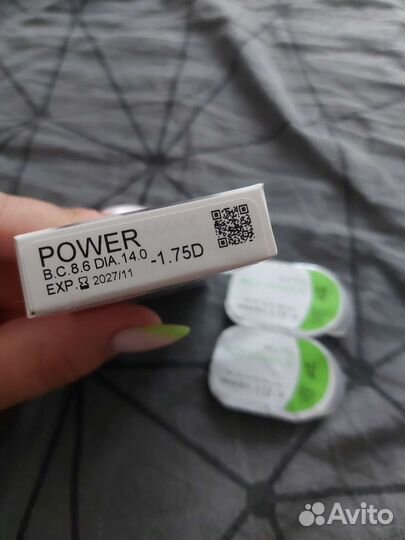 POWER
B.C.8.6 DIA.14.0 -1.75D
EXP. 2027/11
Avito